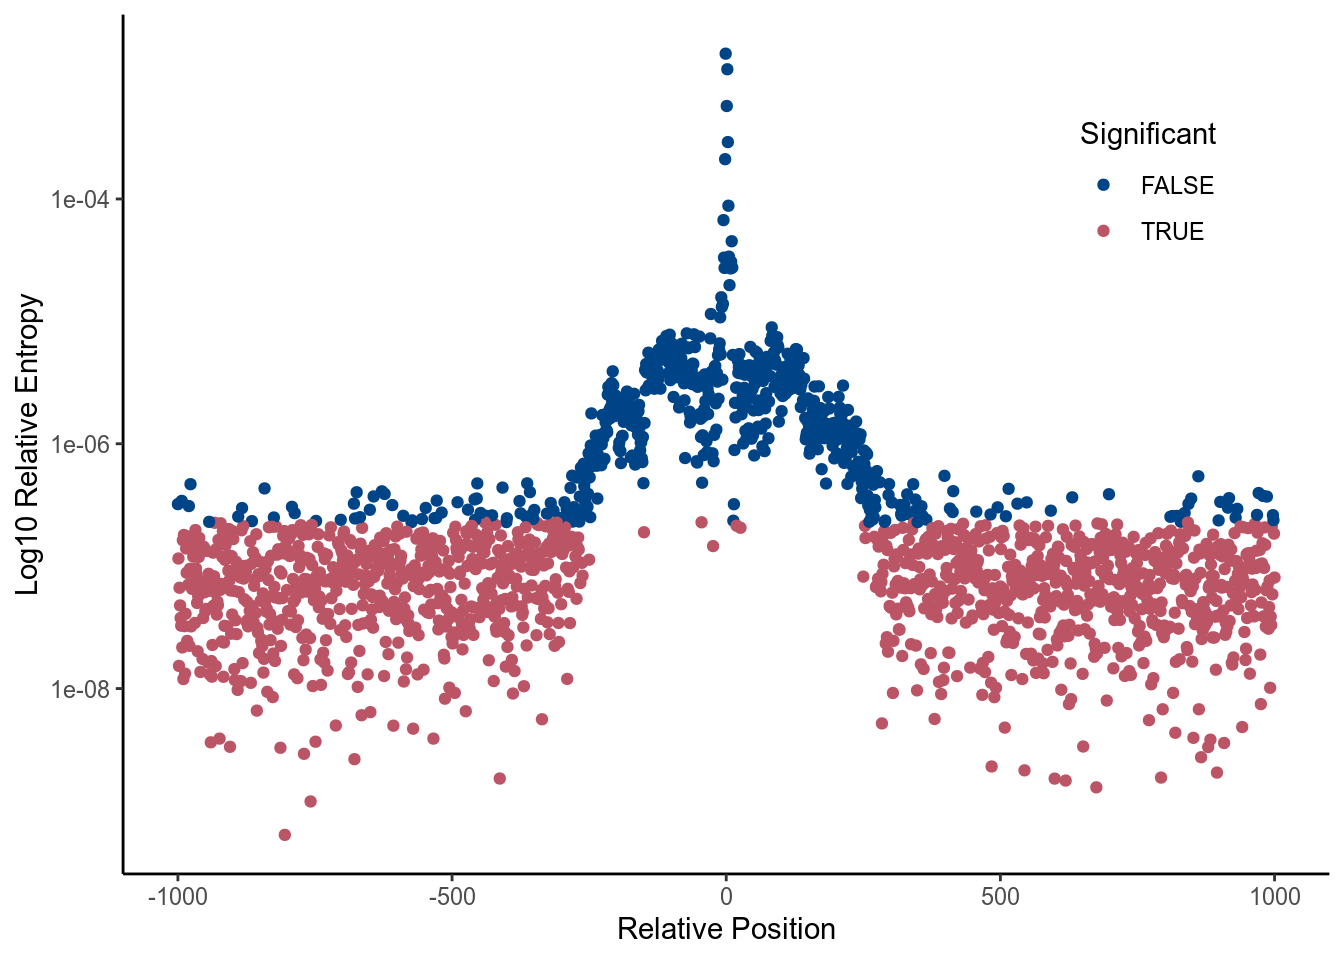 Log10 Relative Entropy
1e-04
1e-06
1e-08
Significant
FALSE
TRUE
-1000
-500
0
500
1000
Relative Position